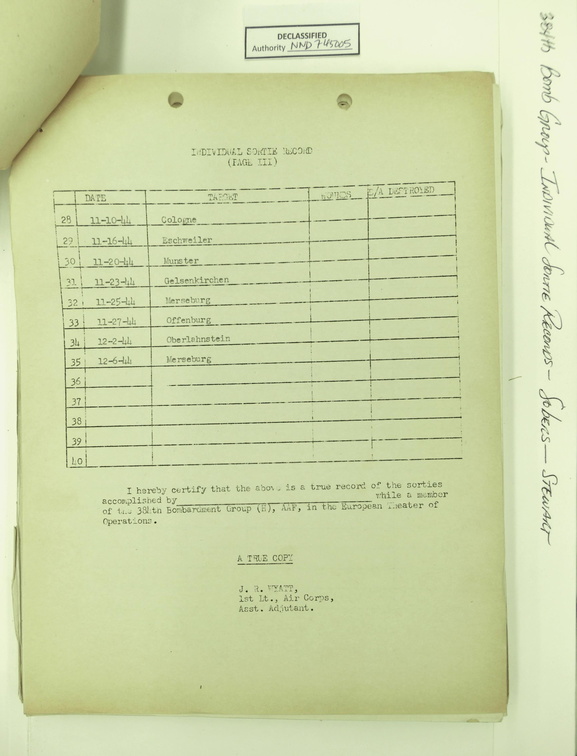 DECLASSIFIED
Authority NND 745005
384th Bomb Group - Individual Sortie Records - Sobers - Stewart
INDIVIDUAL SORTIE RECORD
(PAGE III)
DATE TARGET E/A DESTROYED
28 11-10-44 Cologne
29 11-16-44 Eschweiler
30 11-20-44 Munster
31 11-23-44 Gelsenkirchen
32 11-25-44 Merseburg
33 11-27-44 Offenburg
34 12-2-44 Oberlahnstein
35 12-6-44 Merseburg
36
37
38
39
40
I hereby certify that the above is a true record of the sorties
accomplished by while a member
of the 384th Bombardment Group (H), AAF, in the European Theater of
Operations.
A TRUE COPY
J. R. WYATT,
1st Lt., Air Corps,
Asst. Adjutant.